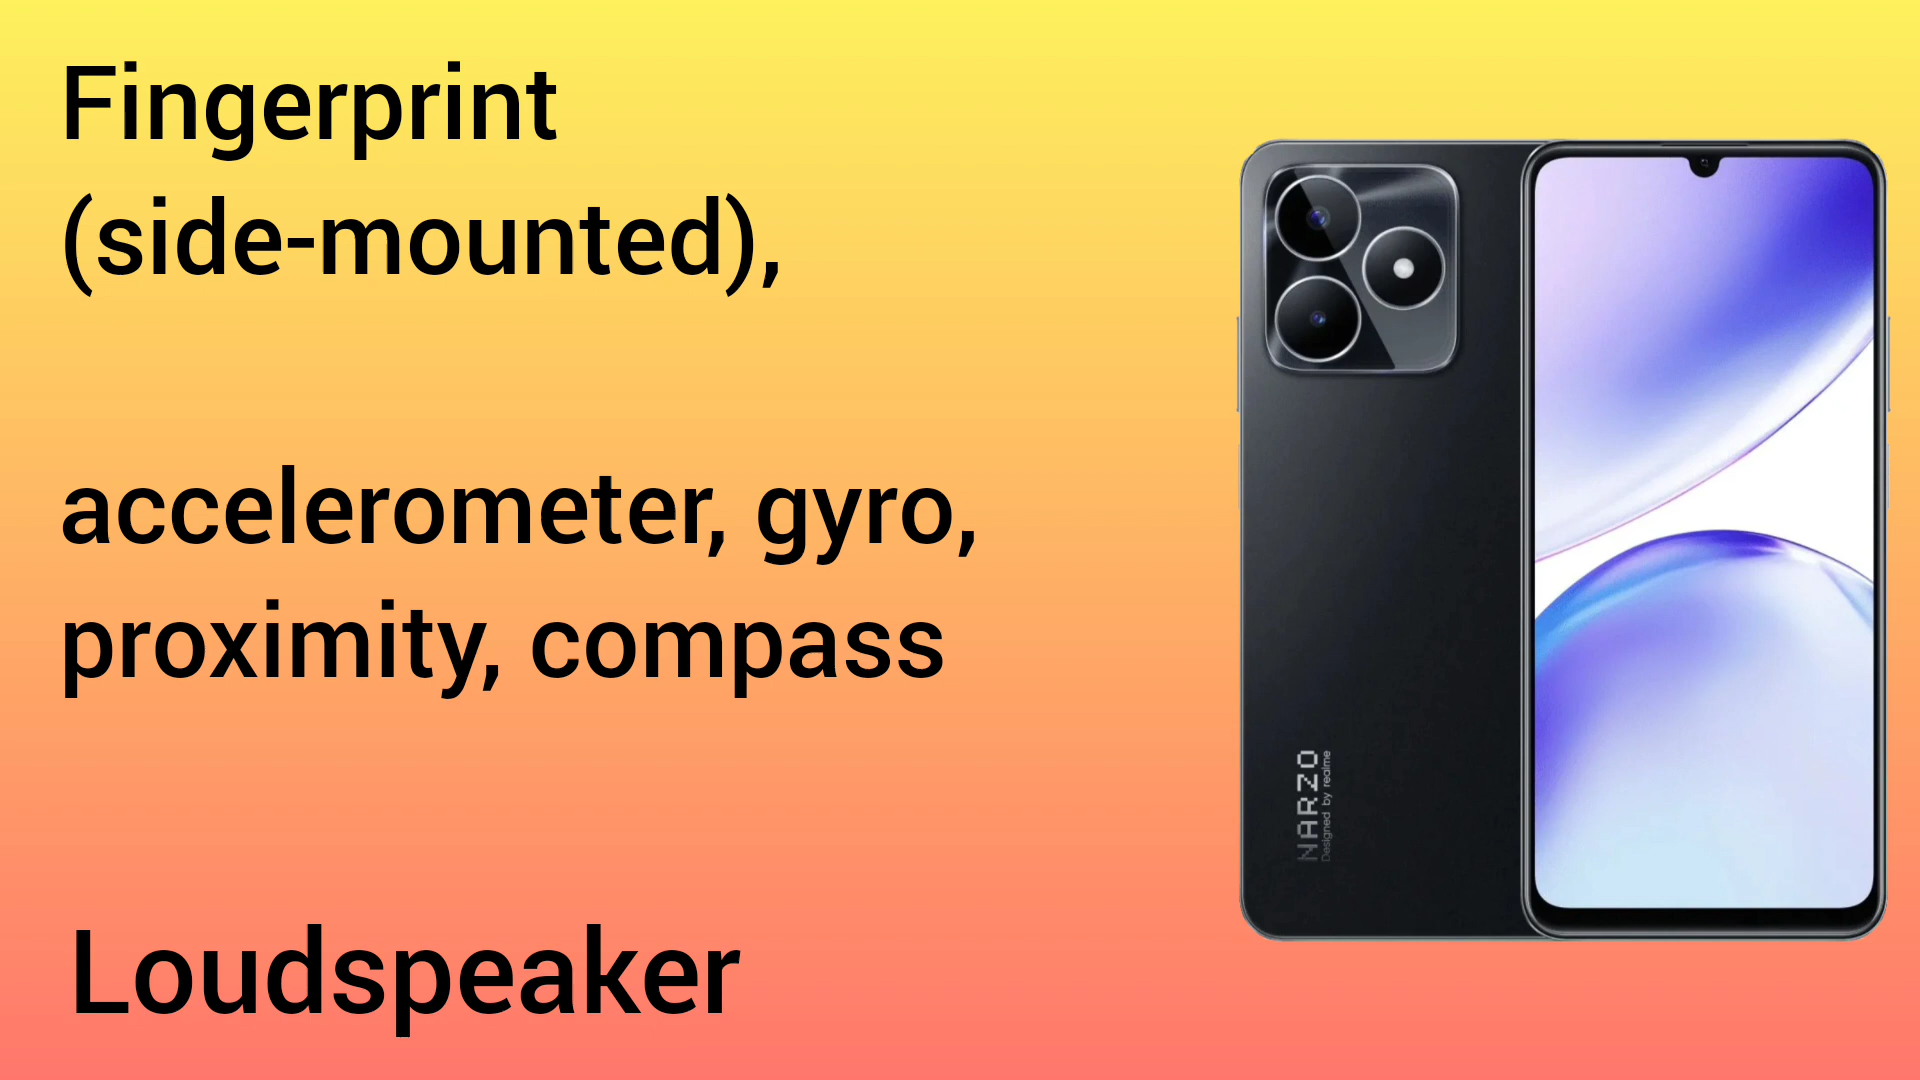 Fingerprint
(side-mounted),
accelerometer, gyro,
proximity, compass
Loudspeaker
NARZO
Designed by realme